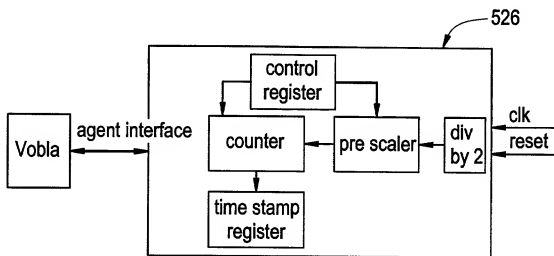 526
control
register
clk
agent interface
Vobla
counter
pre scaler
div
by 2
reset
time stamp
register